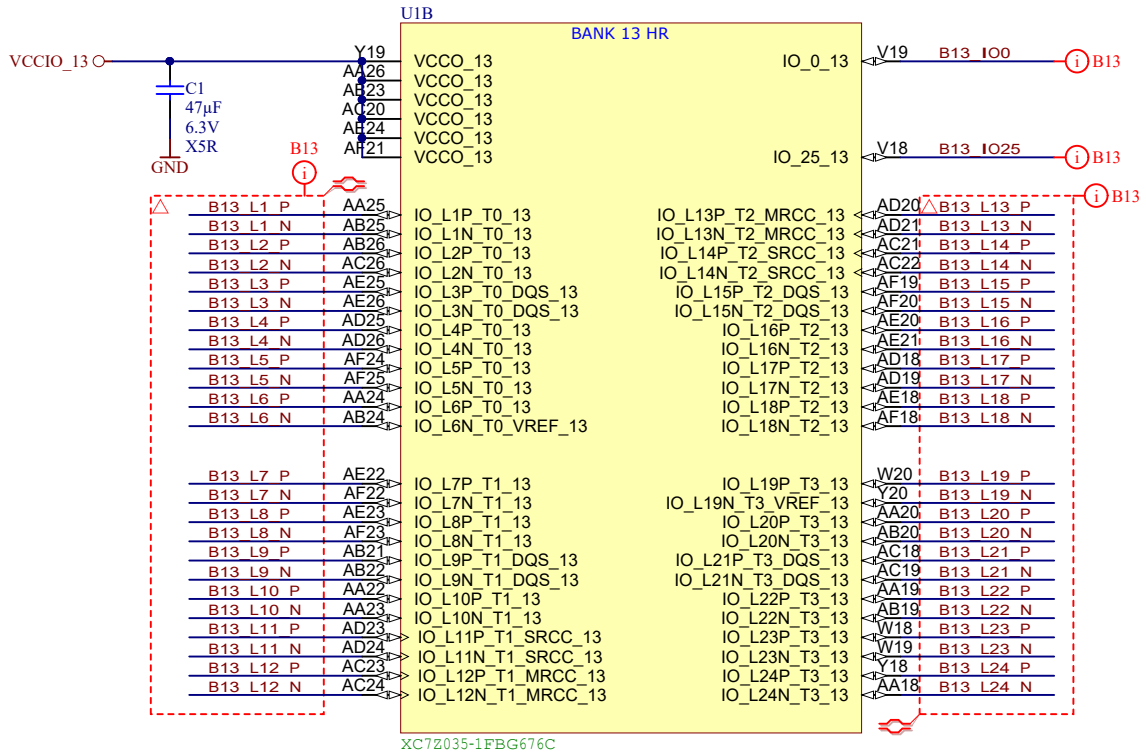 U1B
BANK 13 HR
VCCIO_13
Y19 VCCO_13 IO_0_13 V19 B13_IO0 i B13
AA26 VCCO_13
AB23 VCCO_13
AC20 VCCO_13
AE24 VCCO_13
AF21 VCCO_13 IO_25_13 V18 B13_IO25 i B13
C1
47µF
6.3V
X5R
GND
B13
i
i B13
B13_L1_P AA25 IO_L1P_T0_13 IO_L13P_T2_MRCC_13 AD20 B13_L13_P
B13_L1_N AB25 IO_L1N_T0_13 IO_L13N_T2_MRCC_13 AD21 B13_L13_N
B13_L2_P AB26 IO_L2P_T0_13 IO_L14P_T2_SRCC_13 AC21 B13_L14_P
B13_L2_N AC26 IO_L2N_T0_13 IO_L14N_T2_SRCC_13 AC22 B13_L14_N
B13_L3_P AE25 IO_L3P_T0_DQS_13 IO_L15P_T2_DQS_13 AF19 B13_L15_P
B13_L3_N AE26 IO_L3N_T0_DQS_13 IO_L15N_T2_DQS_13 AF20 B13_L15_N
B13_L4_P AD25 IO_L4P_T0_13 IO_L16P_T2_13 AE20 B13_L16_P
B13_L4_N AD26 IO_L4N_T0_13 IO_L16N_T2_13 AE21 B13_L16_N
B13_L5_P AF24 IO_L5P_T0_13 IO_L17P_T2_13 AD18 B13_L17_P
B13_L5_N AF25 IO_L5N_T0_13 IO_L17N_T2_13 AD19 B13_L17_N
B13_L6_P AA24 IO_L6P_T0_13 IO_L18P_T2_13 AE18 B13_L18_P
B13_L6_N AB24 IO_L6N_T0_VREF_13 IO_L18N_T2_13 AF18 B13_L18_N
B13_L7_P AE22 IO_L7P_T1_13 IO_L19P_T3_13 W20 B13_L19_P
B13_L7_N AF22 IO_L7N_T1_13 IO_L19N_T3_VREF_13 Y20 B13_L19_N
B13_L8_P AE23 IO_L8P_T1_13 IO_L20P_T3_13 AA20 B13_L20_P
B13_L8_N AF23 IO_L8N_T1_13 IO_L20N_T3_13 AB20 B13_L20_N
B13_L9_P AB21 IO_L9P_T1_DQS_13 IO_L21P_T3_DQS_13 AC18 B13_L21_P
B13_L9_N AB22 IO_L9N_T1_DQS_13 IO_L21N_T3_DQS_13 AC19 B13_L21_N
B13_L10_P AA22 IO_L10P_T1_13 IO_L22P_T3_13 AA19 B13_L22_P
B13_L10_N AA23 IO_L10N_T1_13 IO_L22N_T3_13 AB19 B13_L22_N
B13_L11_P AD23 IO_L11P_T1_SRCC_13 IO_L23P_T3_13 W18 B13_L23_P
B13_L11_N AD24 IO_L11N_T1_SRCC_13 IO_L23N_T3_13 W19 B13_L23_N
B13_L12_P AC23 IO_L12P_T1_MRCC_13 IO_L24P_T3_13 Y18 B13_L24_P
B13_L12_N AC24 IO_L12N_T1_MRCC_13 IO_L24N_T3_13 AA18 B13_L24_N
XC7Z035-1FBG676C